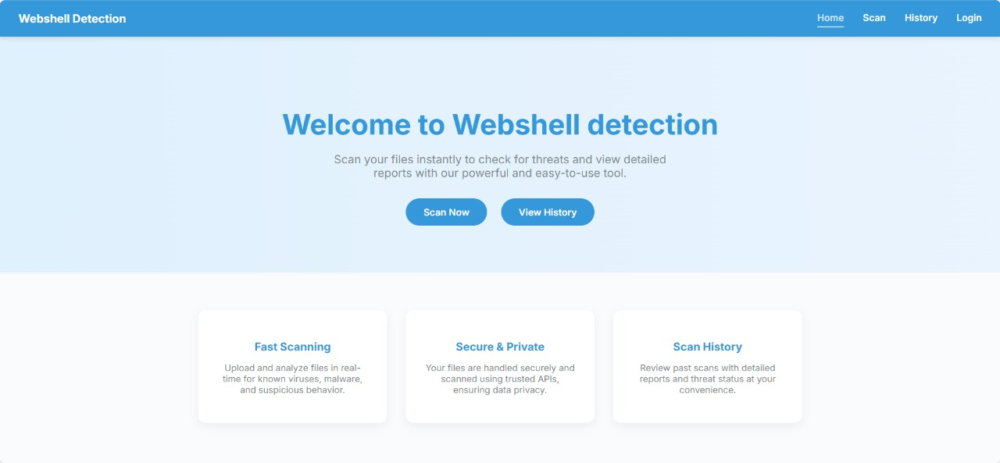 Webshell Detection
Home
Scan
History
Login
Welcome to Webshell detection
Scan your files instantly to check for threats and view detailed
reports with our powerful and easy-to-use tool.
Scan Now
View History
Fast Scanning
Upload and analyze files in real-
time for known viruses, malware,
and suspicious behavior.
Secure & Private
Your files are handled securely and
scanned using trusted APIs,
ensuring data privacy.
Scan History
Review past scans with detailed
reports and threat status at your
convenience.